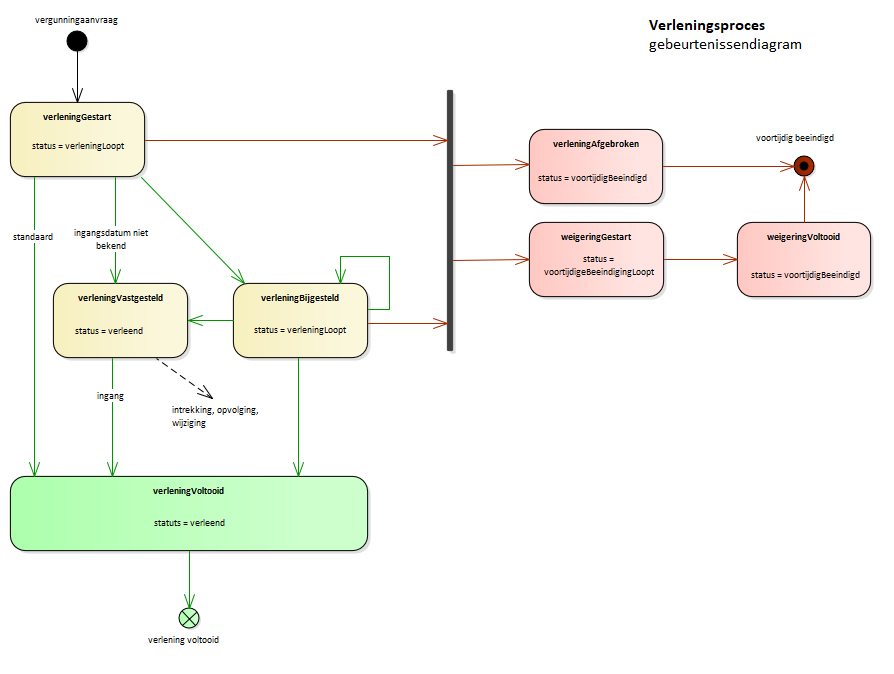 vergunningaanvraag
Verleningsproces
gebeurtenissendiagram
verleningGestart
status = verleningLoopt
verleningAfgebroken
status = voortijdigBeeindigd
voortijdig beeindigd
standaard
ingangsdatum niet
bekend
weigeringGestart
status =
voortijdigeBeeindigingLoopt
weigeringVoltooid
status = voortijdigBeeindigd
verleningVastgesteld
status = verleend
verleningBijgesteld
status = verleningLoopt
ingang
intrekking, opvolging,
wijziging
verleningVoltooid
statuts = verleend
verlening voltooid